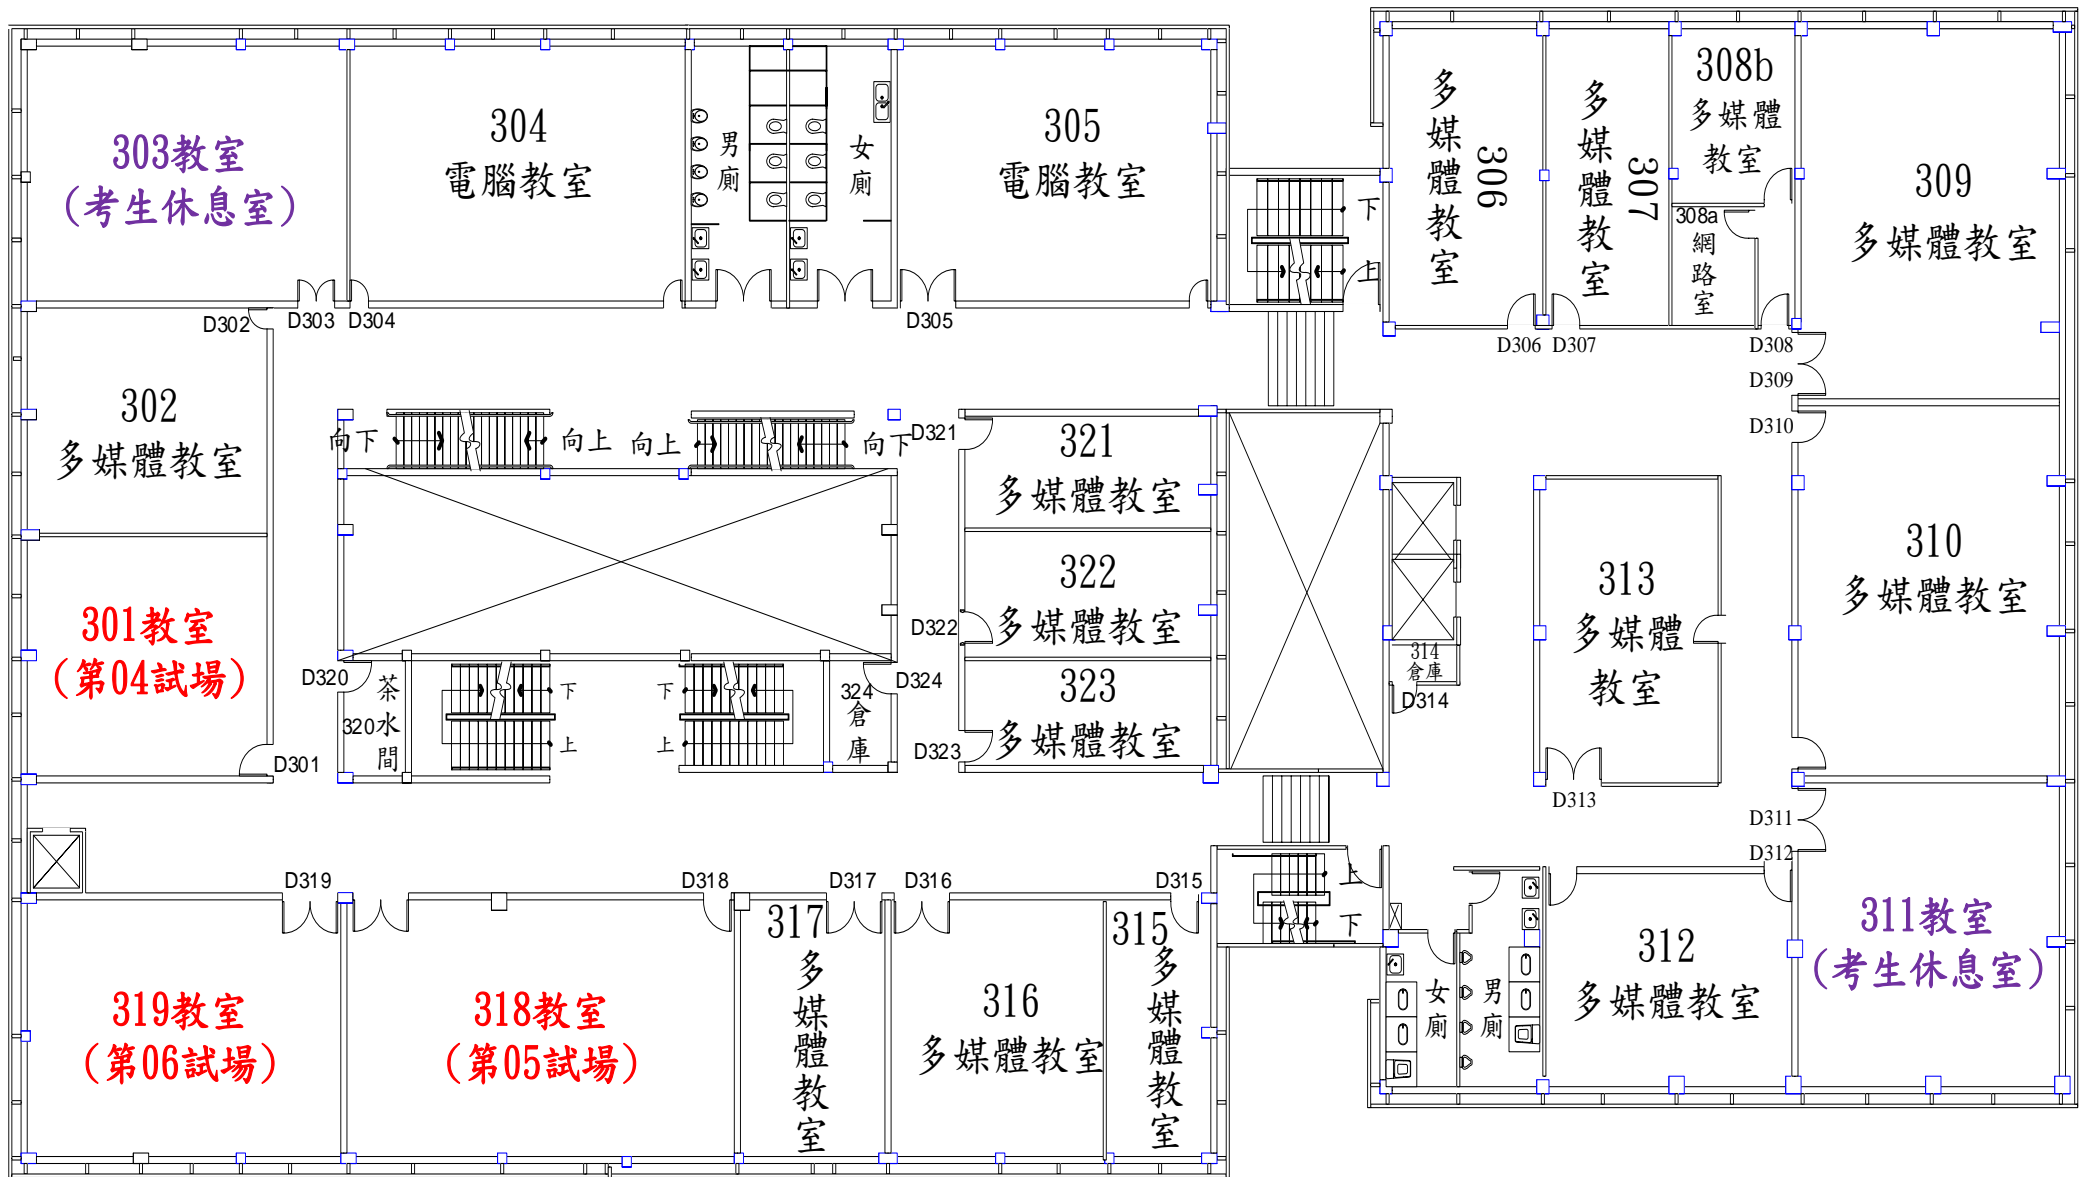 303教室
(考生休息室)
304
電腦教室
男廁
女廁
305
電腦教室
下
上
多媒體教室
306
多媒體教室
307
308b
多媒體
教室
308a
網路室
309
多媒體教室
D302
D303
D304
D305
D306
D307
D308
D309
D310
302
多媒體教室
向下
向上
向上
向下
D321
321
多媒體教室
322
多媒體教室
D322
323
多媒體教室
D323
301教室
(第04試場)
D301
D320
茶水間
320
下
上
下
上
324
倉庫
D324
314
倉庫
D314
313
多媒體
教室
D313
310
多媒體教室
D311
D312
D319
D318
D317
D316
D315
上
下
319教室
(第06試場)
318教室
(第05試場)
317
多媒體教室
316
多媒體教室
315
多媒體教室
女廁
男廁
312
多媒體教室
311教室
(考生休息室)